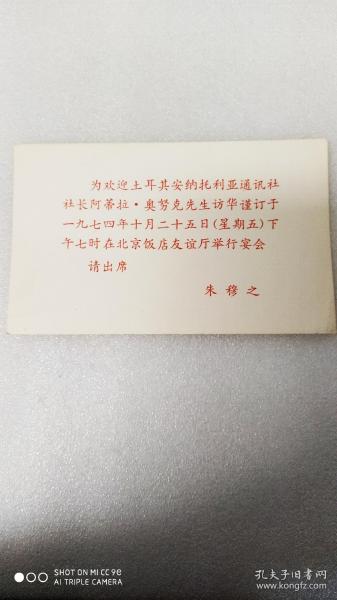 为欢迎土耳其安纳托利亚通讯社
社长阿蒂拉·奥努克先生访华谨订于
一九七四年十月二十五日(星期五)下
午七时在北京饭店友谊厅举行宴会
请出席
朱穆之
SHOT ON MI CC 9e
AI TRIPLE CAMERA
孔夫子旧书网
www.kongfz.com